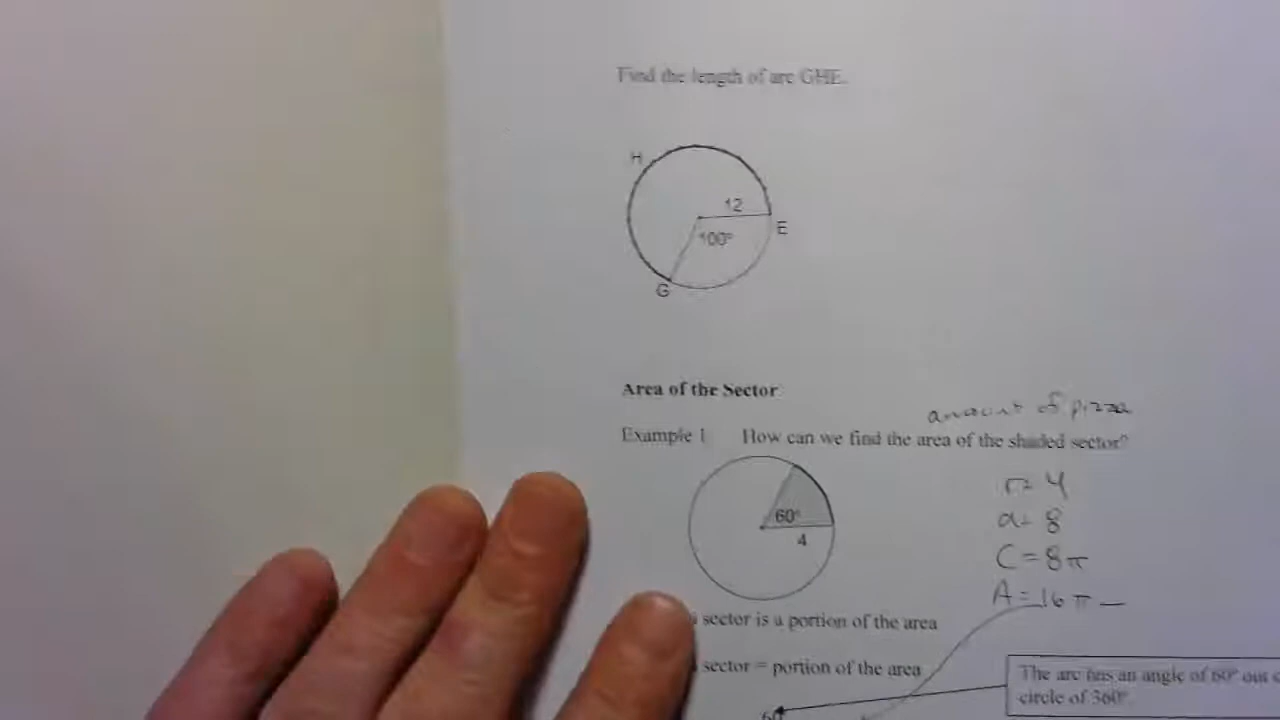 Find the length of arc GHE.
H
12
E
100°
G
Area of the Sector
amount of pizza
Example 1 How can we find the area of the shaded sector?
r= 4
d= 8
60°
4
C = 8π
A = 16π
sector is a portion of the area
sector = portion of the area
The arc has an angle of 60° out
circle of 360°.
60